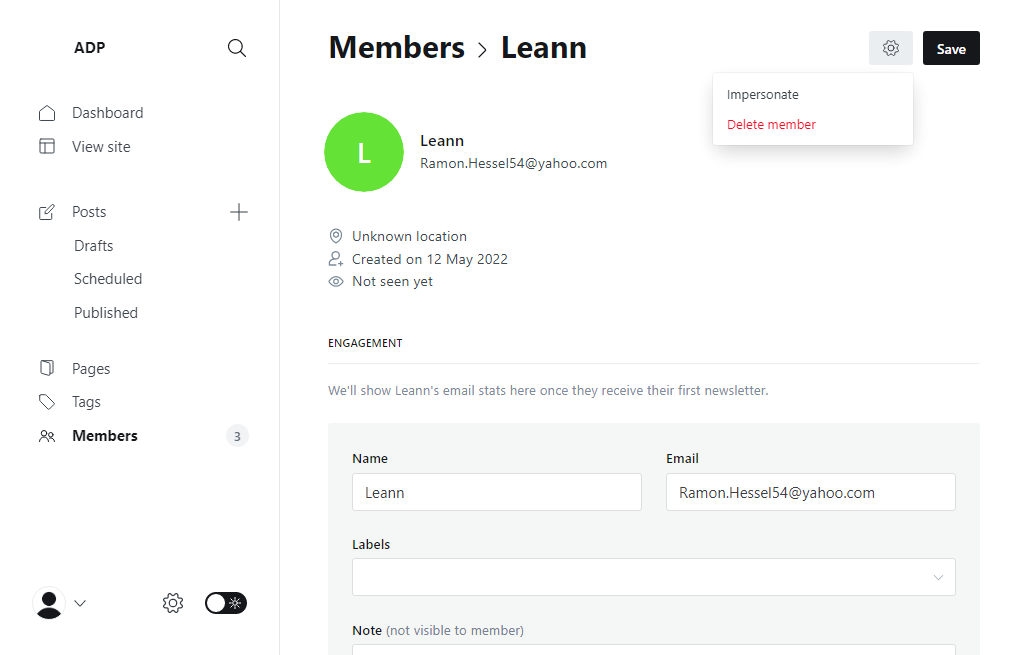 ADP
Dashboard
View site
Posts
Drafts
Scheduled
Published
Pages
Tags
Members
3
Members > Leann
Save
Impersonate
Delete member
L
Leann
Ramon.Hessel54@yahoo.com
Unknown location
Created on 12 May 2022
Not seen yet
ENGAGEMENT
We'll show Leann's email stats here once they receive their first newsletter.
Name
Email
Leann
Ramon.Hessel54@yahoo.com
Labels
Note (not visible to member)